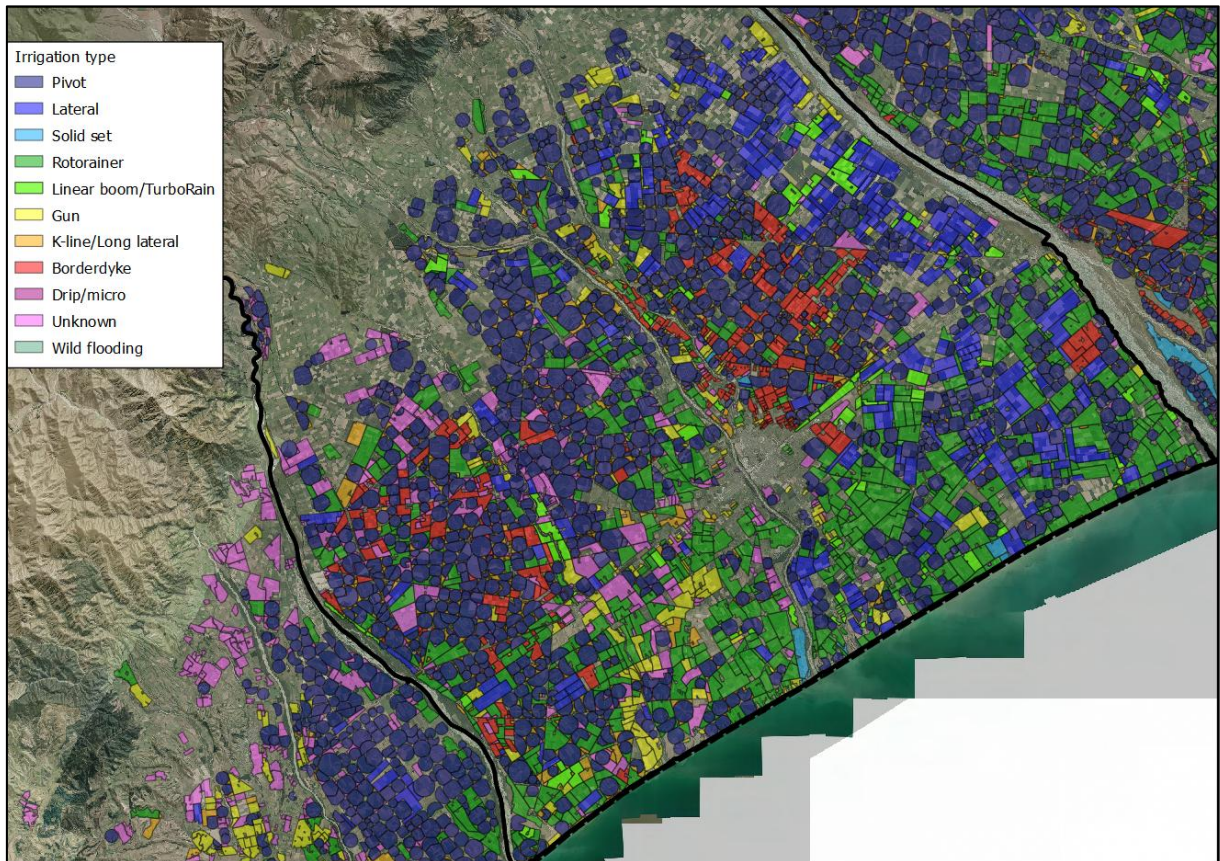 Irrigation type
Pivot
Lateral
Solid set
Rotorainer
Linear boom/TurboRain
Gun
K-line/Long lateral
Borderdyke
Drip/micro
Unknown
Wild flooding